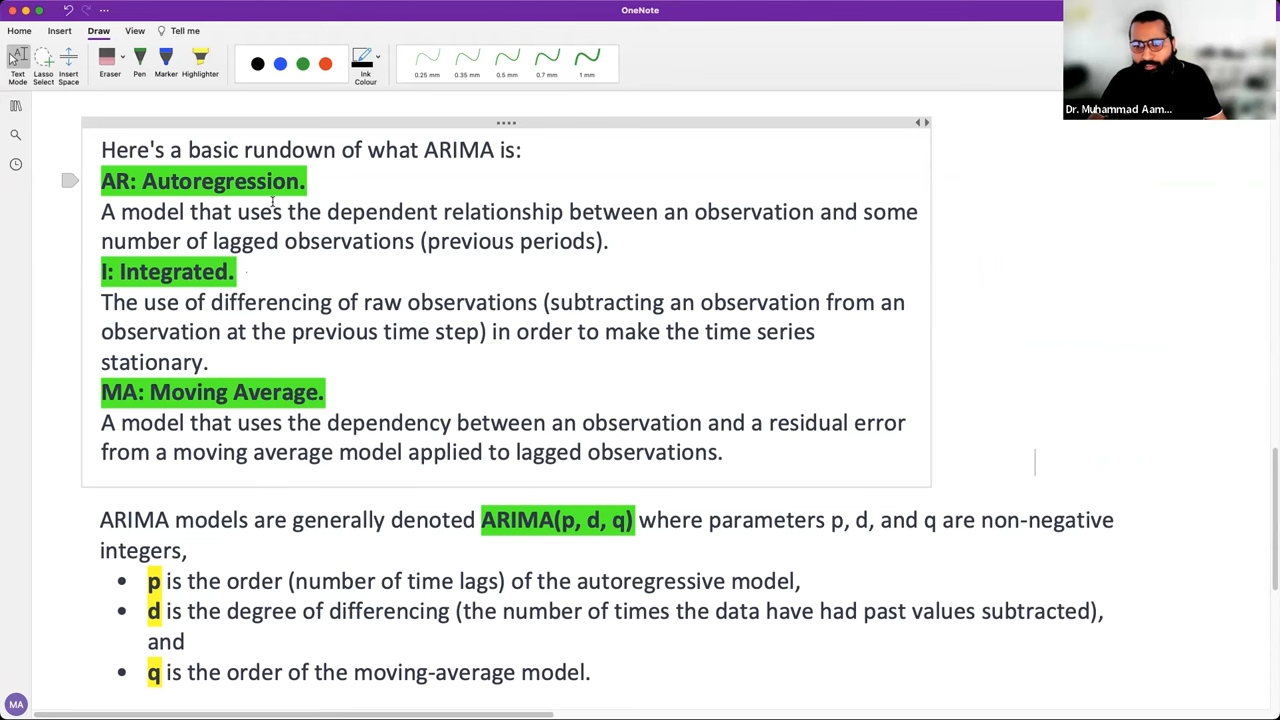 OneNote
Home Insert Draw View Tell me
Text Mode
Lasso Select
Insert Space
Eraser
Pen
Marker
Highlighter
Ink Colour
0.25 mm
0.35 mm
0.5 mm
0.7 mm
1 mm
Dr. Muhammad Aam...
Here's a basic rundown of what ARIMA is:
AR: Autoregression.
A model that uses the dependent relationship between an observation and some
number of lagged observations (previous periods).
I: Integrated.
The use of differencing of raw observations (subtracting an observation from an
observation at the previous time step) in order to make the time series
stationary.
MA: Moving Average.
A model that uses the dependency between an observation and a residual error
from a moving average model applied to lagged observations.
ARIMA models are generally denoted ARIMA(p, d, q) where parameters p, d, and q are non-negative
integers,
• p is the order (number of time lags) of the autoregressive model,
• d is the degree of differencing (the number of times the data have had past values subtracted),
and
• q is the order of the moving-average model.
MA